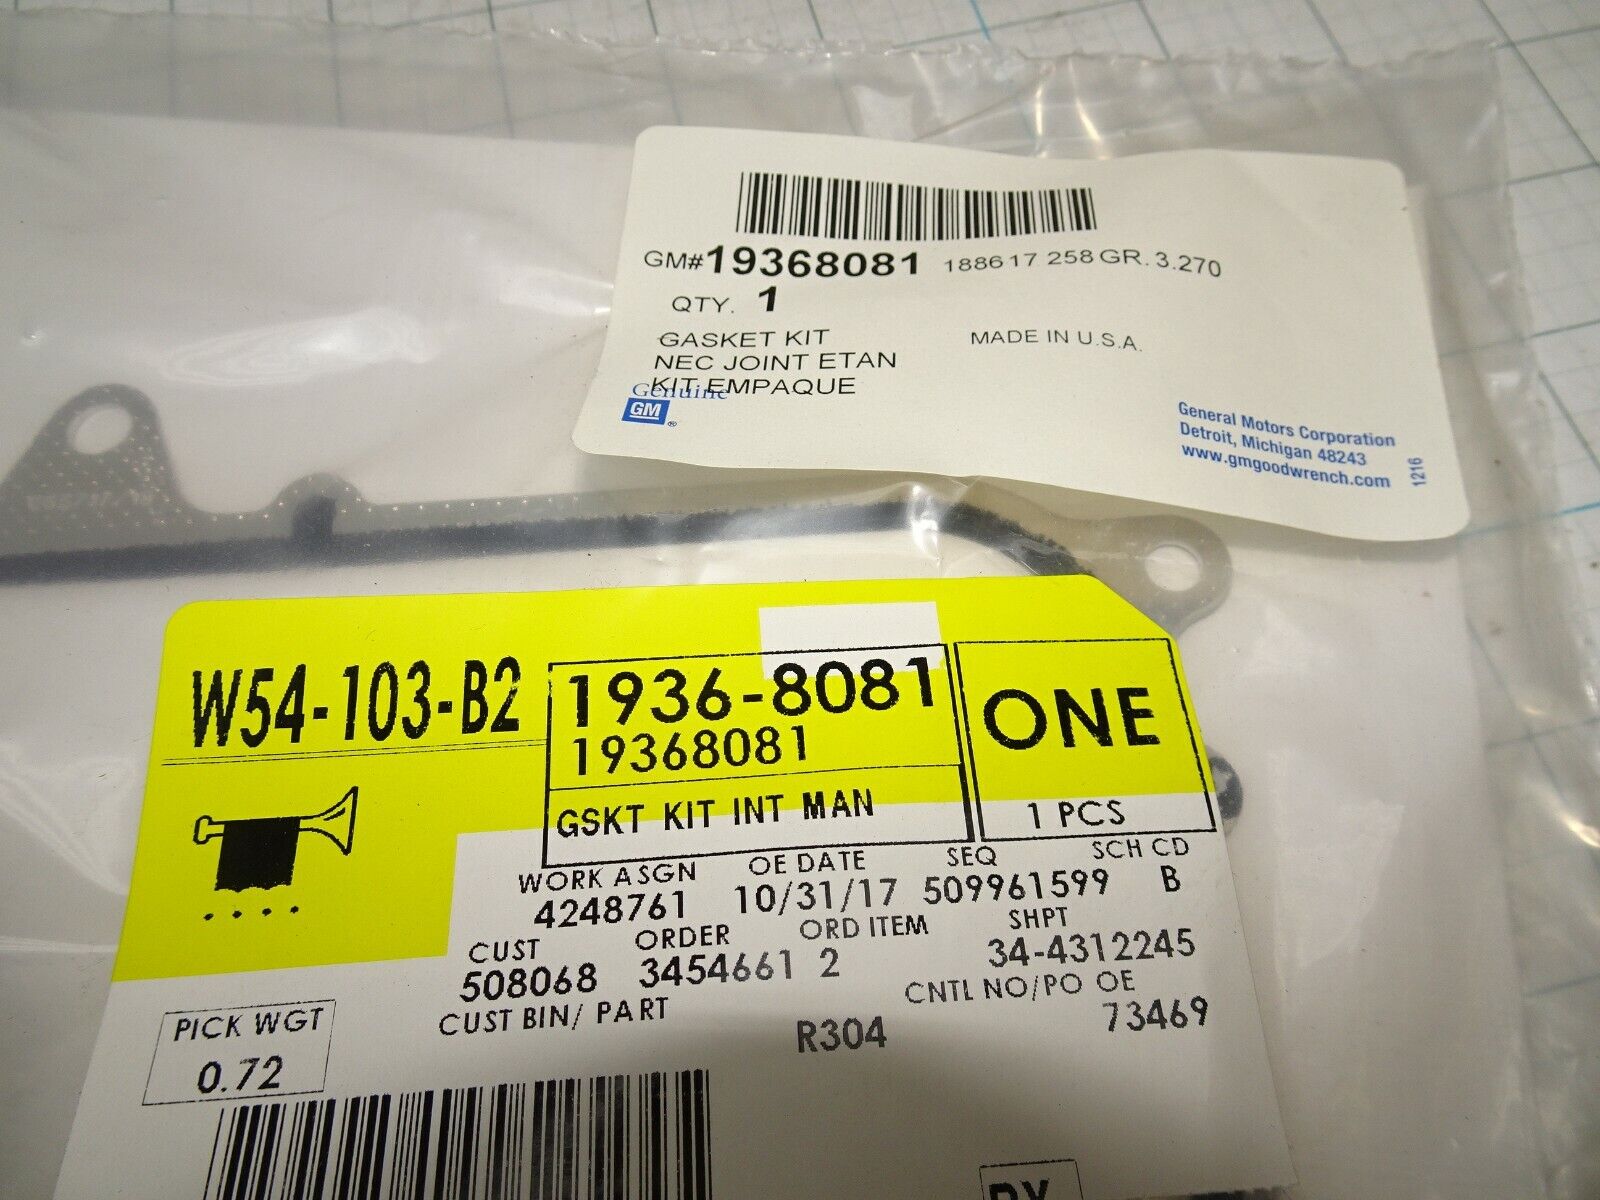 GM#19368081 188617 258 GR. 3.270
QTY. 1
GASKET KIT MADE IN U.S.A.
NEC JOINT ETAN
KIT EMPAQUE
Genuine
GM®
General Motors Corporation
Detroit, Michigan 48243
www.gmgoodwrench.com
1216
W54-103-B2
1936-8081
19368081
GSKT KIT INT MAN
ONE
1 PCS
WORK ASGN OE DATE SEQ SCH CD
4248761 10/31/17 509961599 B
CUST ORDER ORD ITEM SHPT
508068 3454661 2 34-4312245
CUST BIN/ PART CNTL NO/PO OE
R304 73469
PICK WGT
0.72